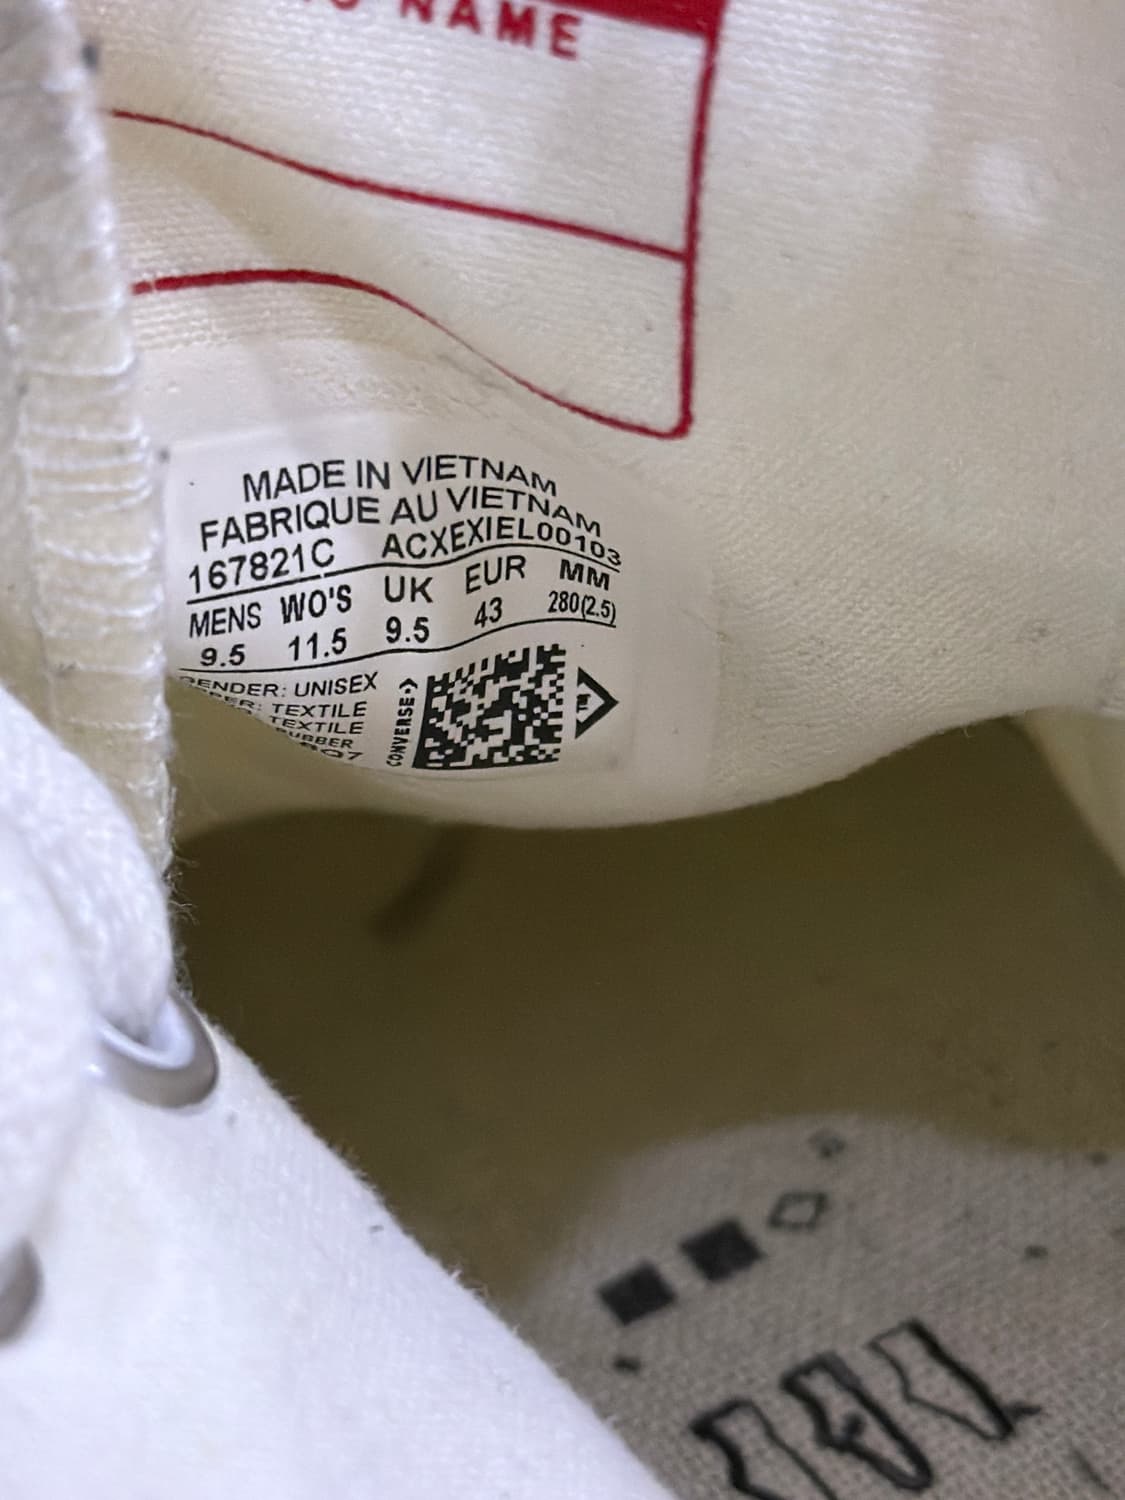 NAME
MADE IN VIETNAM
FABRIQUE AU VIETNAM
167821C ACXEXIEL00103
MENS WO'S UK EUR MM
9.5 11.5 9.5 43 280(2.5)
GENDER: UNISEX
TEXTILE
TEXTILE
RUBBER
CONVERSE
TM